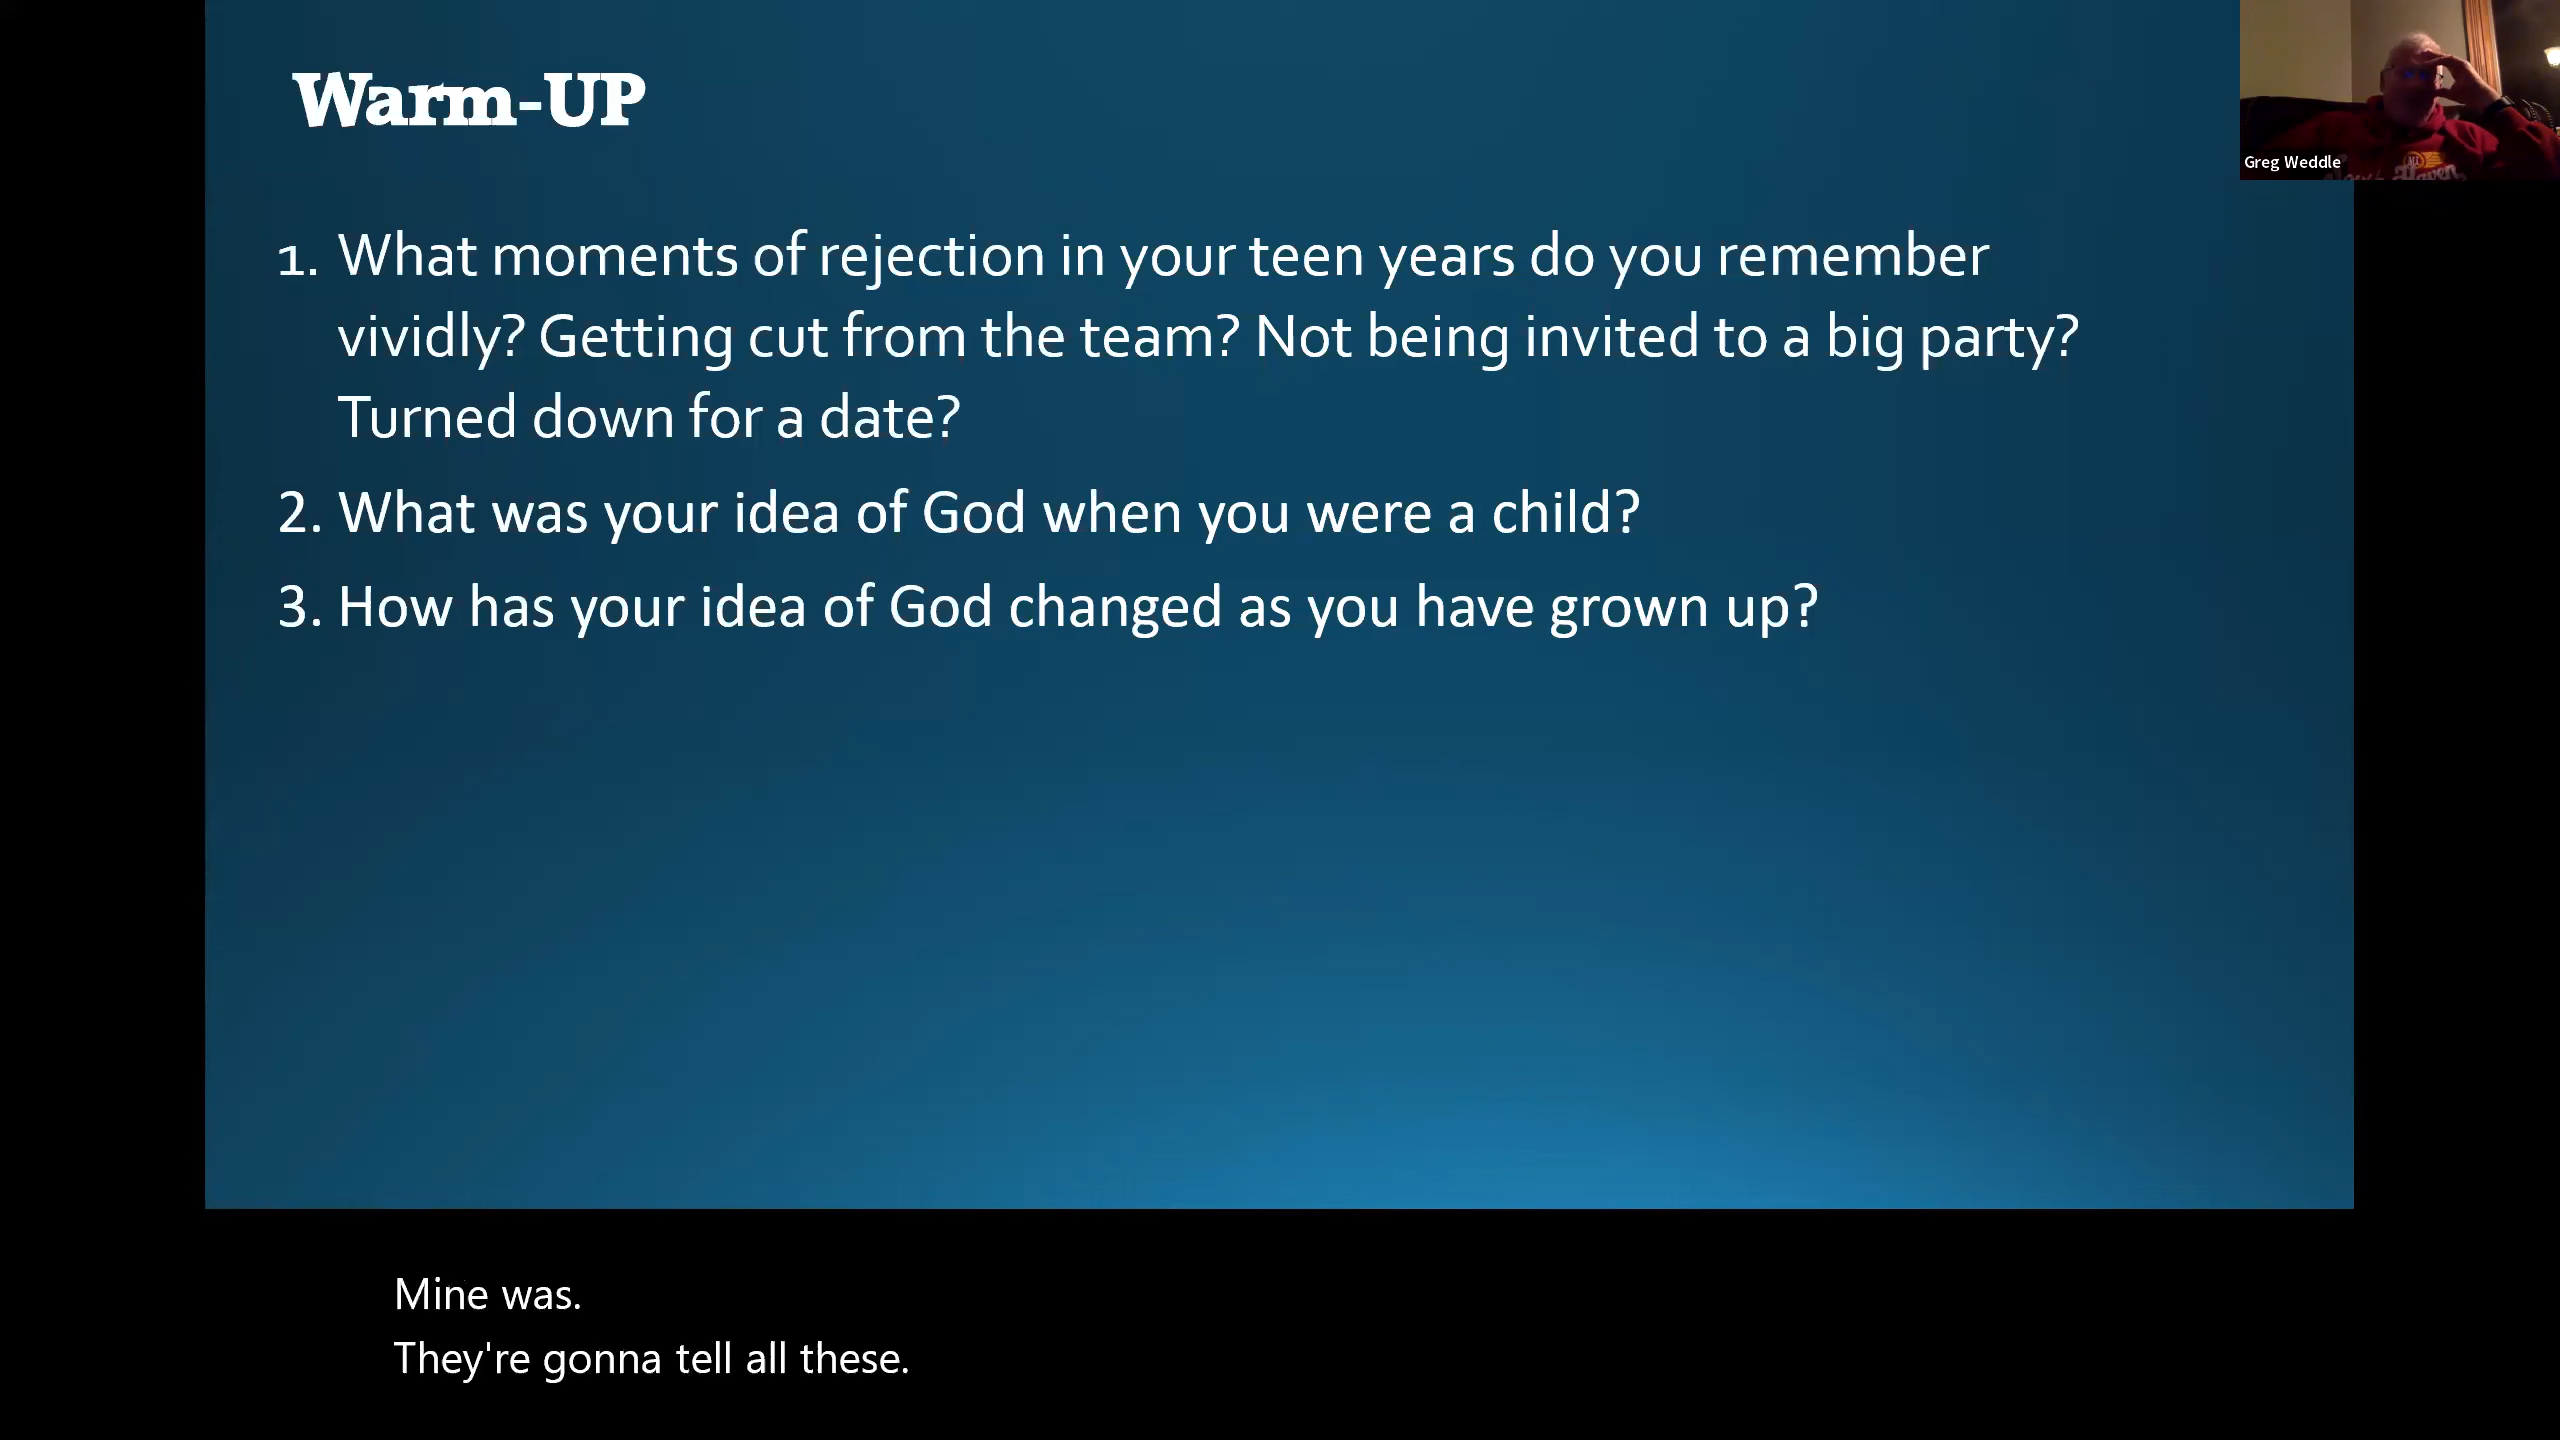 Warm-UP
Greg Weddle
1. What moments of rejection in your teen years do you remember
vividly? Getting cut from the team? Not being invited to a big party?
Turned down for a date?
2. What was your idea of God when you were a child?
3. How has your idea of God changed as you have grown up?
Mine was.
They're gonna tell all these.